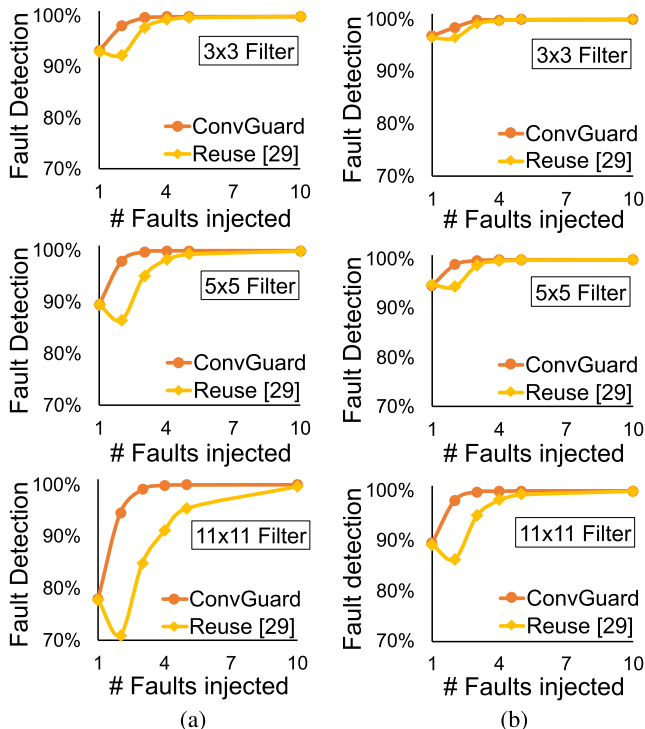 100%
90%
80%
70%
Fault Detection
3x3 Filter
ConvGuard
Reuse [29]
1 4 7 10
# Faults injected
100%
90%
80%
70%
Fault Detection
3x3 Filter
ConvGuard
Reuse [29]
1 4 7 10
# Faults injected
100%
90%
80%
70%
Fault Detection
5x5 Filter
ConvGuard
Reuse [29]
1 4 7 10
# Faults injected
100%
90%
80%
70%
Fault Detection
5x5 Filter
ConvGuard
Reuse [29]
1 4 7 10
# Faults injected
100%
90%
80%
70%
Fault Detection
11x11 Filter
ConvGuard
Reuse [29]
1 4 7 10
# Faults injected
100%
90%
80%
70%
Fault detection
11x11 Filter
ConvGuard
Reuse [29]
1 4 7 10
# Faults injected
(a)
(b)